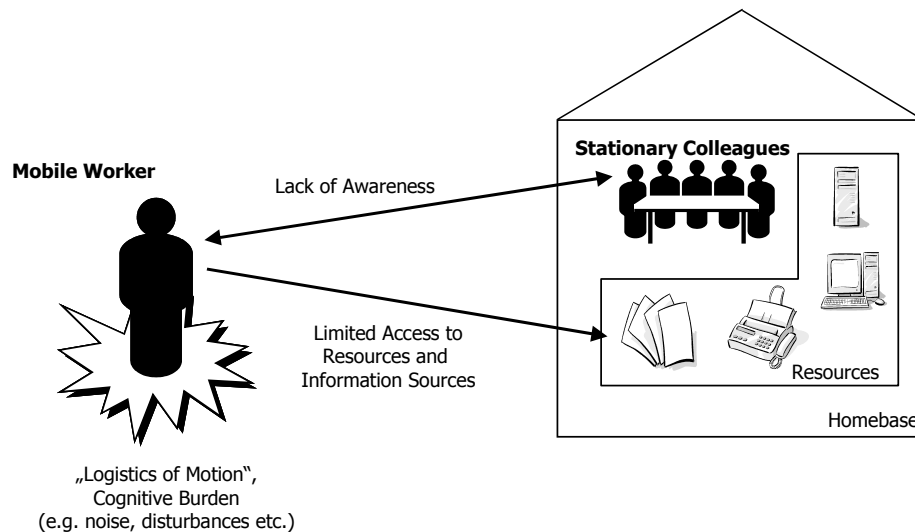 Mobile Worker
Lack of Awareness
Stationary Colleagues
Limited Access to
Resources and
Information Sources
Resources
Homebase
„Logistics of Motion“,
Cognitive Burden
(e.g. noise, disturbances etc.)